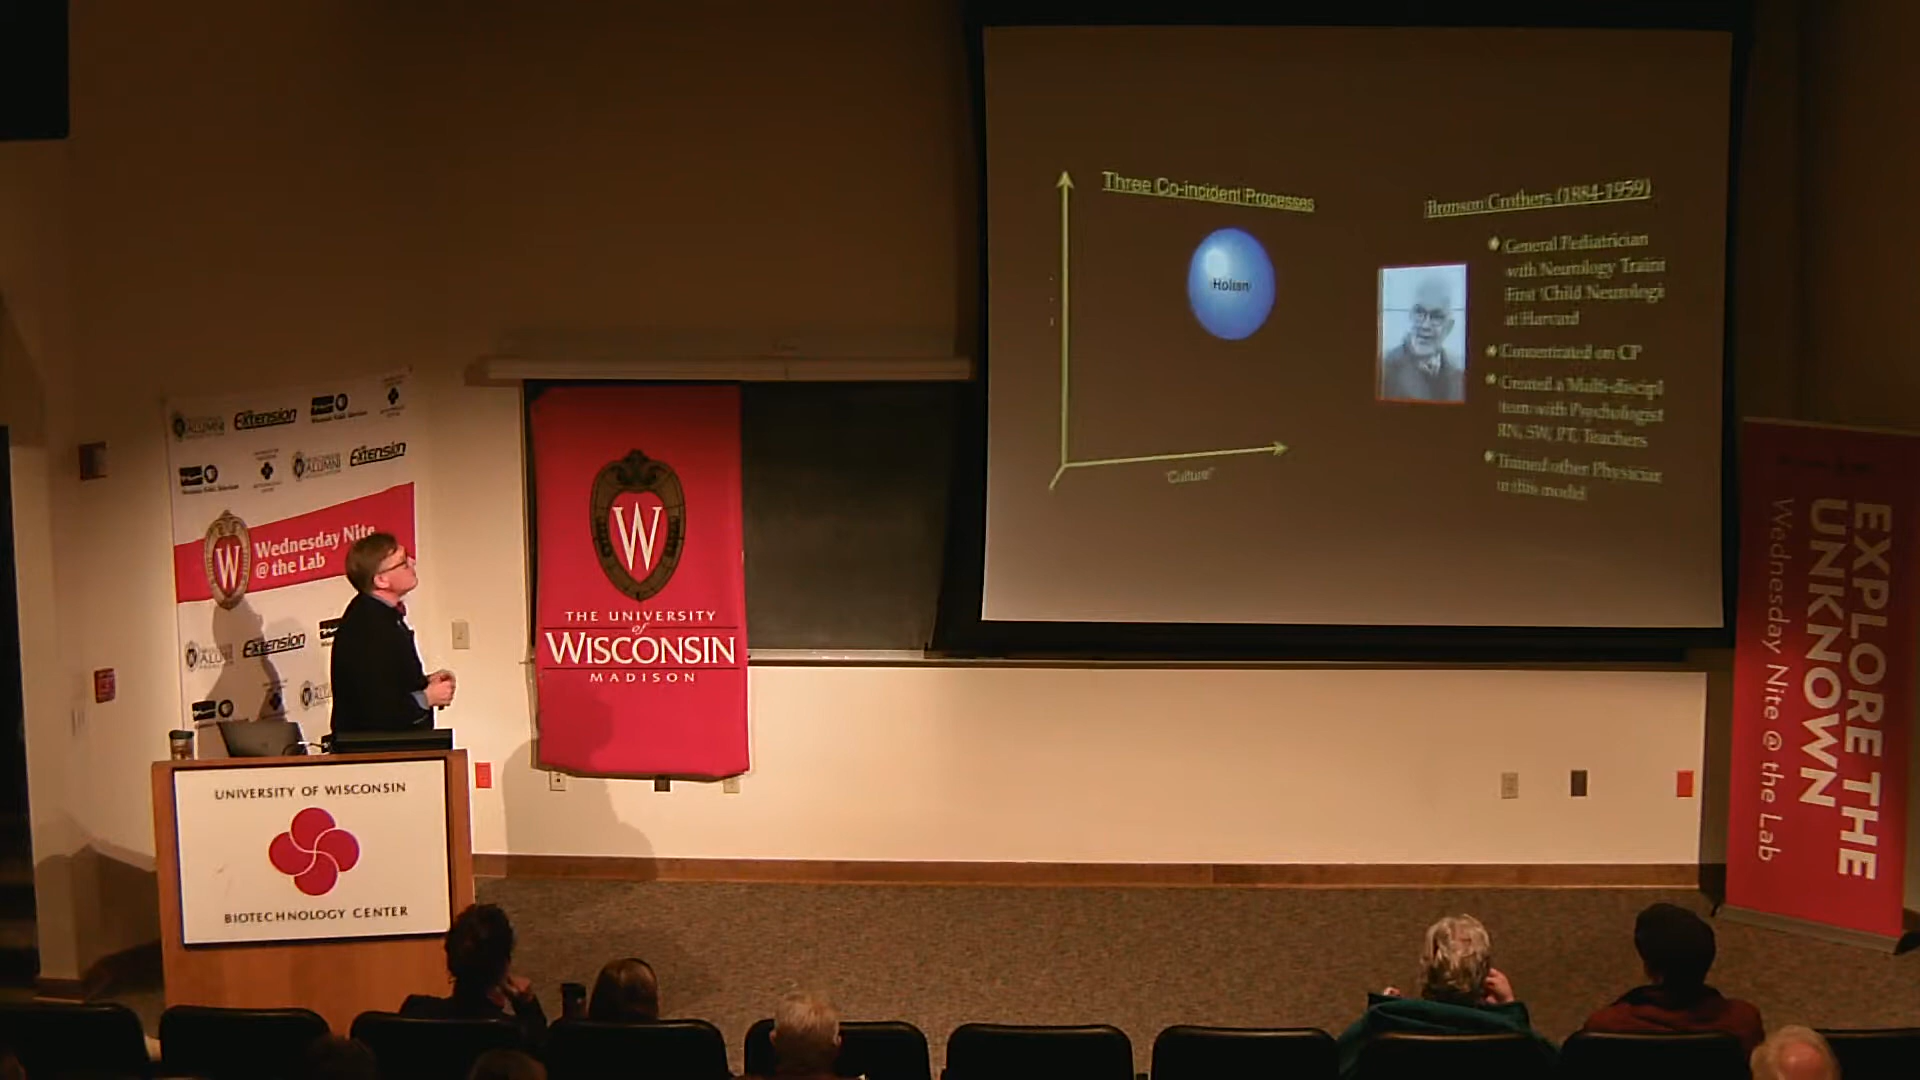 Three Co-incident Processes
Holism
"Culture"
Bronson Crothers (1884-1959)
General Pediatrician
with Neurology Traini
First 'Child Neurologi
at Harvard
Concentrated on CP
Created a Multi-discipl
team with Psychologist
RN, SW, PT, Teachers
Trained other Physician
in this model
ALUMNI
Extension
ALUMNI
Extension
Wednesday Nite
@ the Lab
W
Extension
W
THE UNIVERSITY
of
WISCONSIN
MADISON
UNIVERSITY OF WISCONSIN
BIOTECHNOLOGY CENTER
EXPLORE THE
UNKNOWN
Wednesday Nite @ the Lab